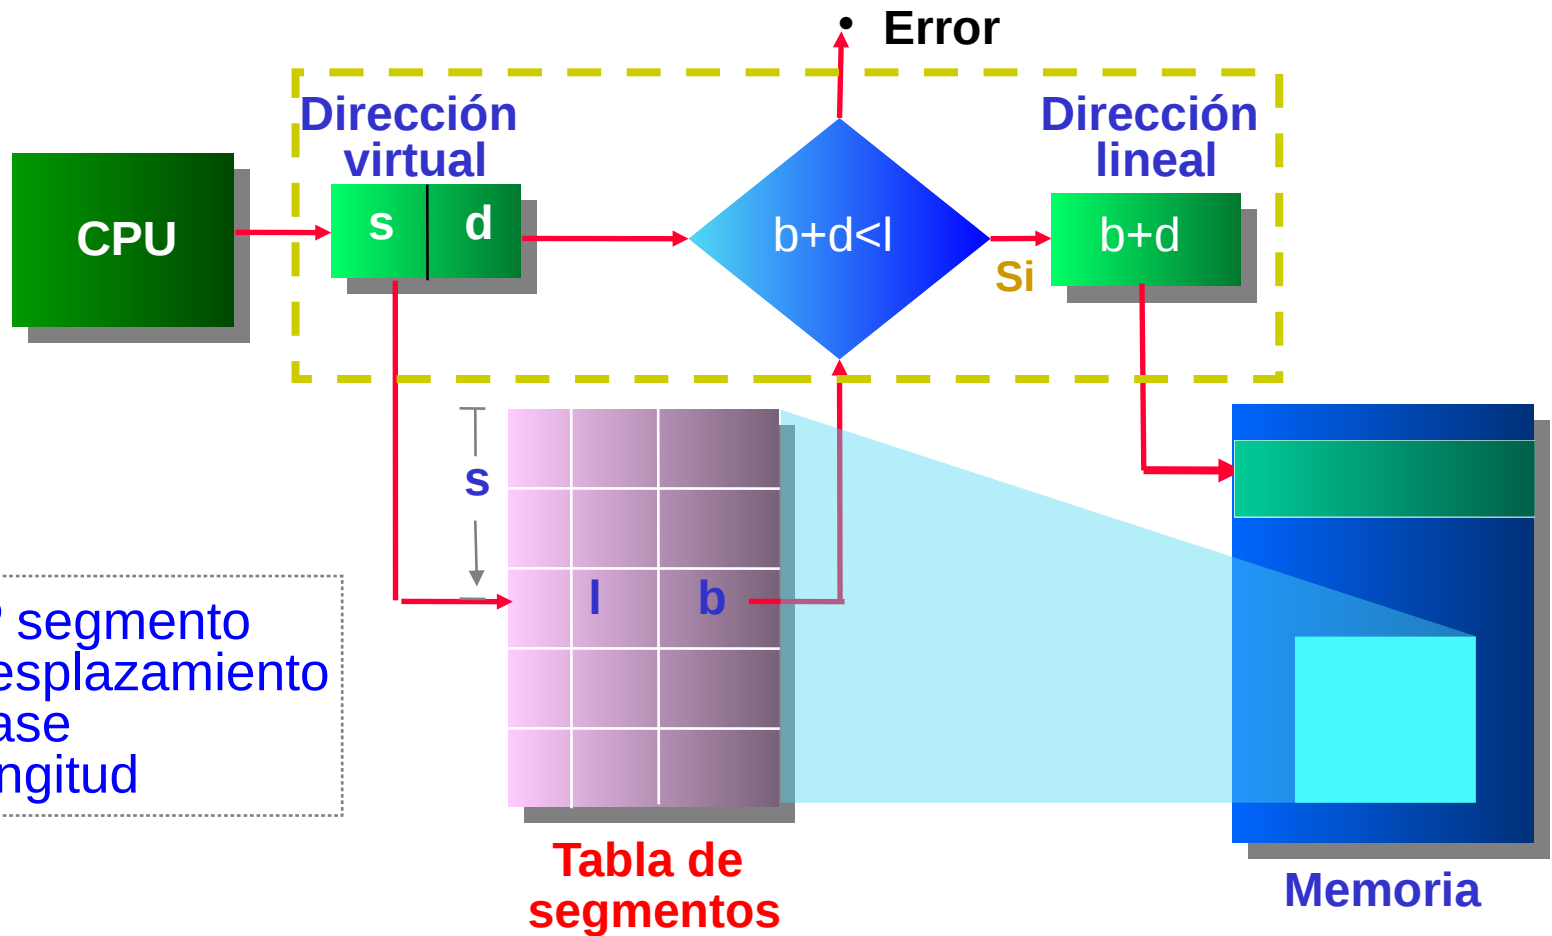 • Error
Dirección
virtual
Dirección
lineal
CPU
s d
b+d<l
b+d
Si
s
l b
segmento
esplazamiento
ase
ngitud
Tabla de
segmentos
Memoria